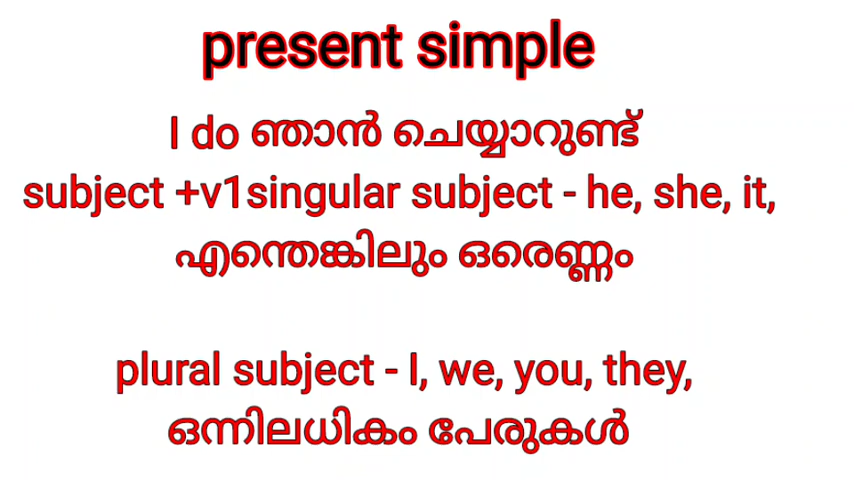 present simple
I do ഞാൻ ചെയ്യാറുണ്ട്
subject +v1singular subject - he, she, it,
എന്തെങ്കിലും ഒരെണ്ണം
plural subject - I, we, you, they,
ഒന്നിലധികം പേരുകൾ